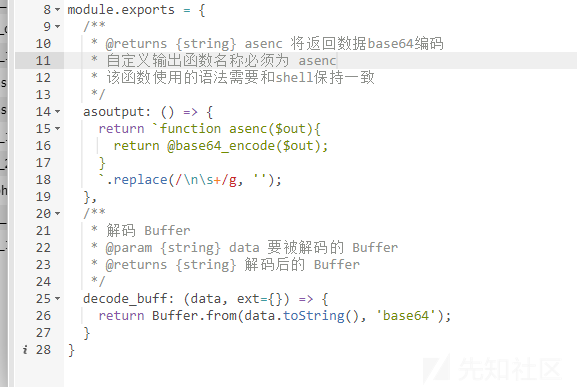 8 module.exports = {
9 /**
10 * @returns {string} asenc 将返回数据base64编码
11 * 自定义输出函数名称必须为 asenc
12 * 该函数使用的语法需要和shell保持一致
13 */
14 asoutput: () => {
15 return `function asenc($out){
16 return @base64_encode($out);
17 }
18 `.replace(/\n\s+/g, '');
19 },
20 /**
21 * 解码 Buffer
22 * @param {string} data 要被解码的 Buffer
23 * @returns {string} 解码后的 Buffer
24 */
25 decode_buff: (data, ext={}) => {
26 return Buffer.from(data.toString(), 'base64');
27 }
i 28 }
先知社区